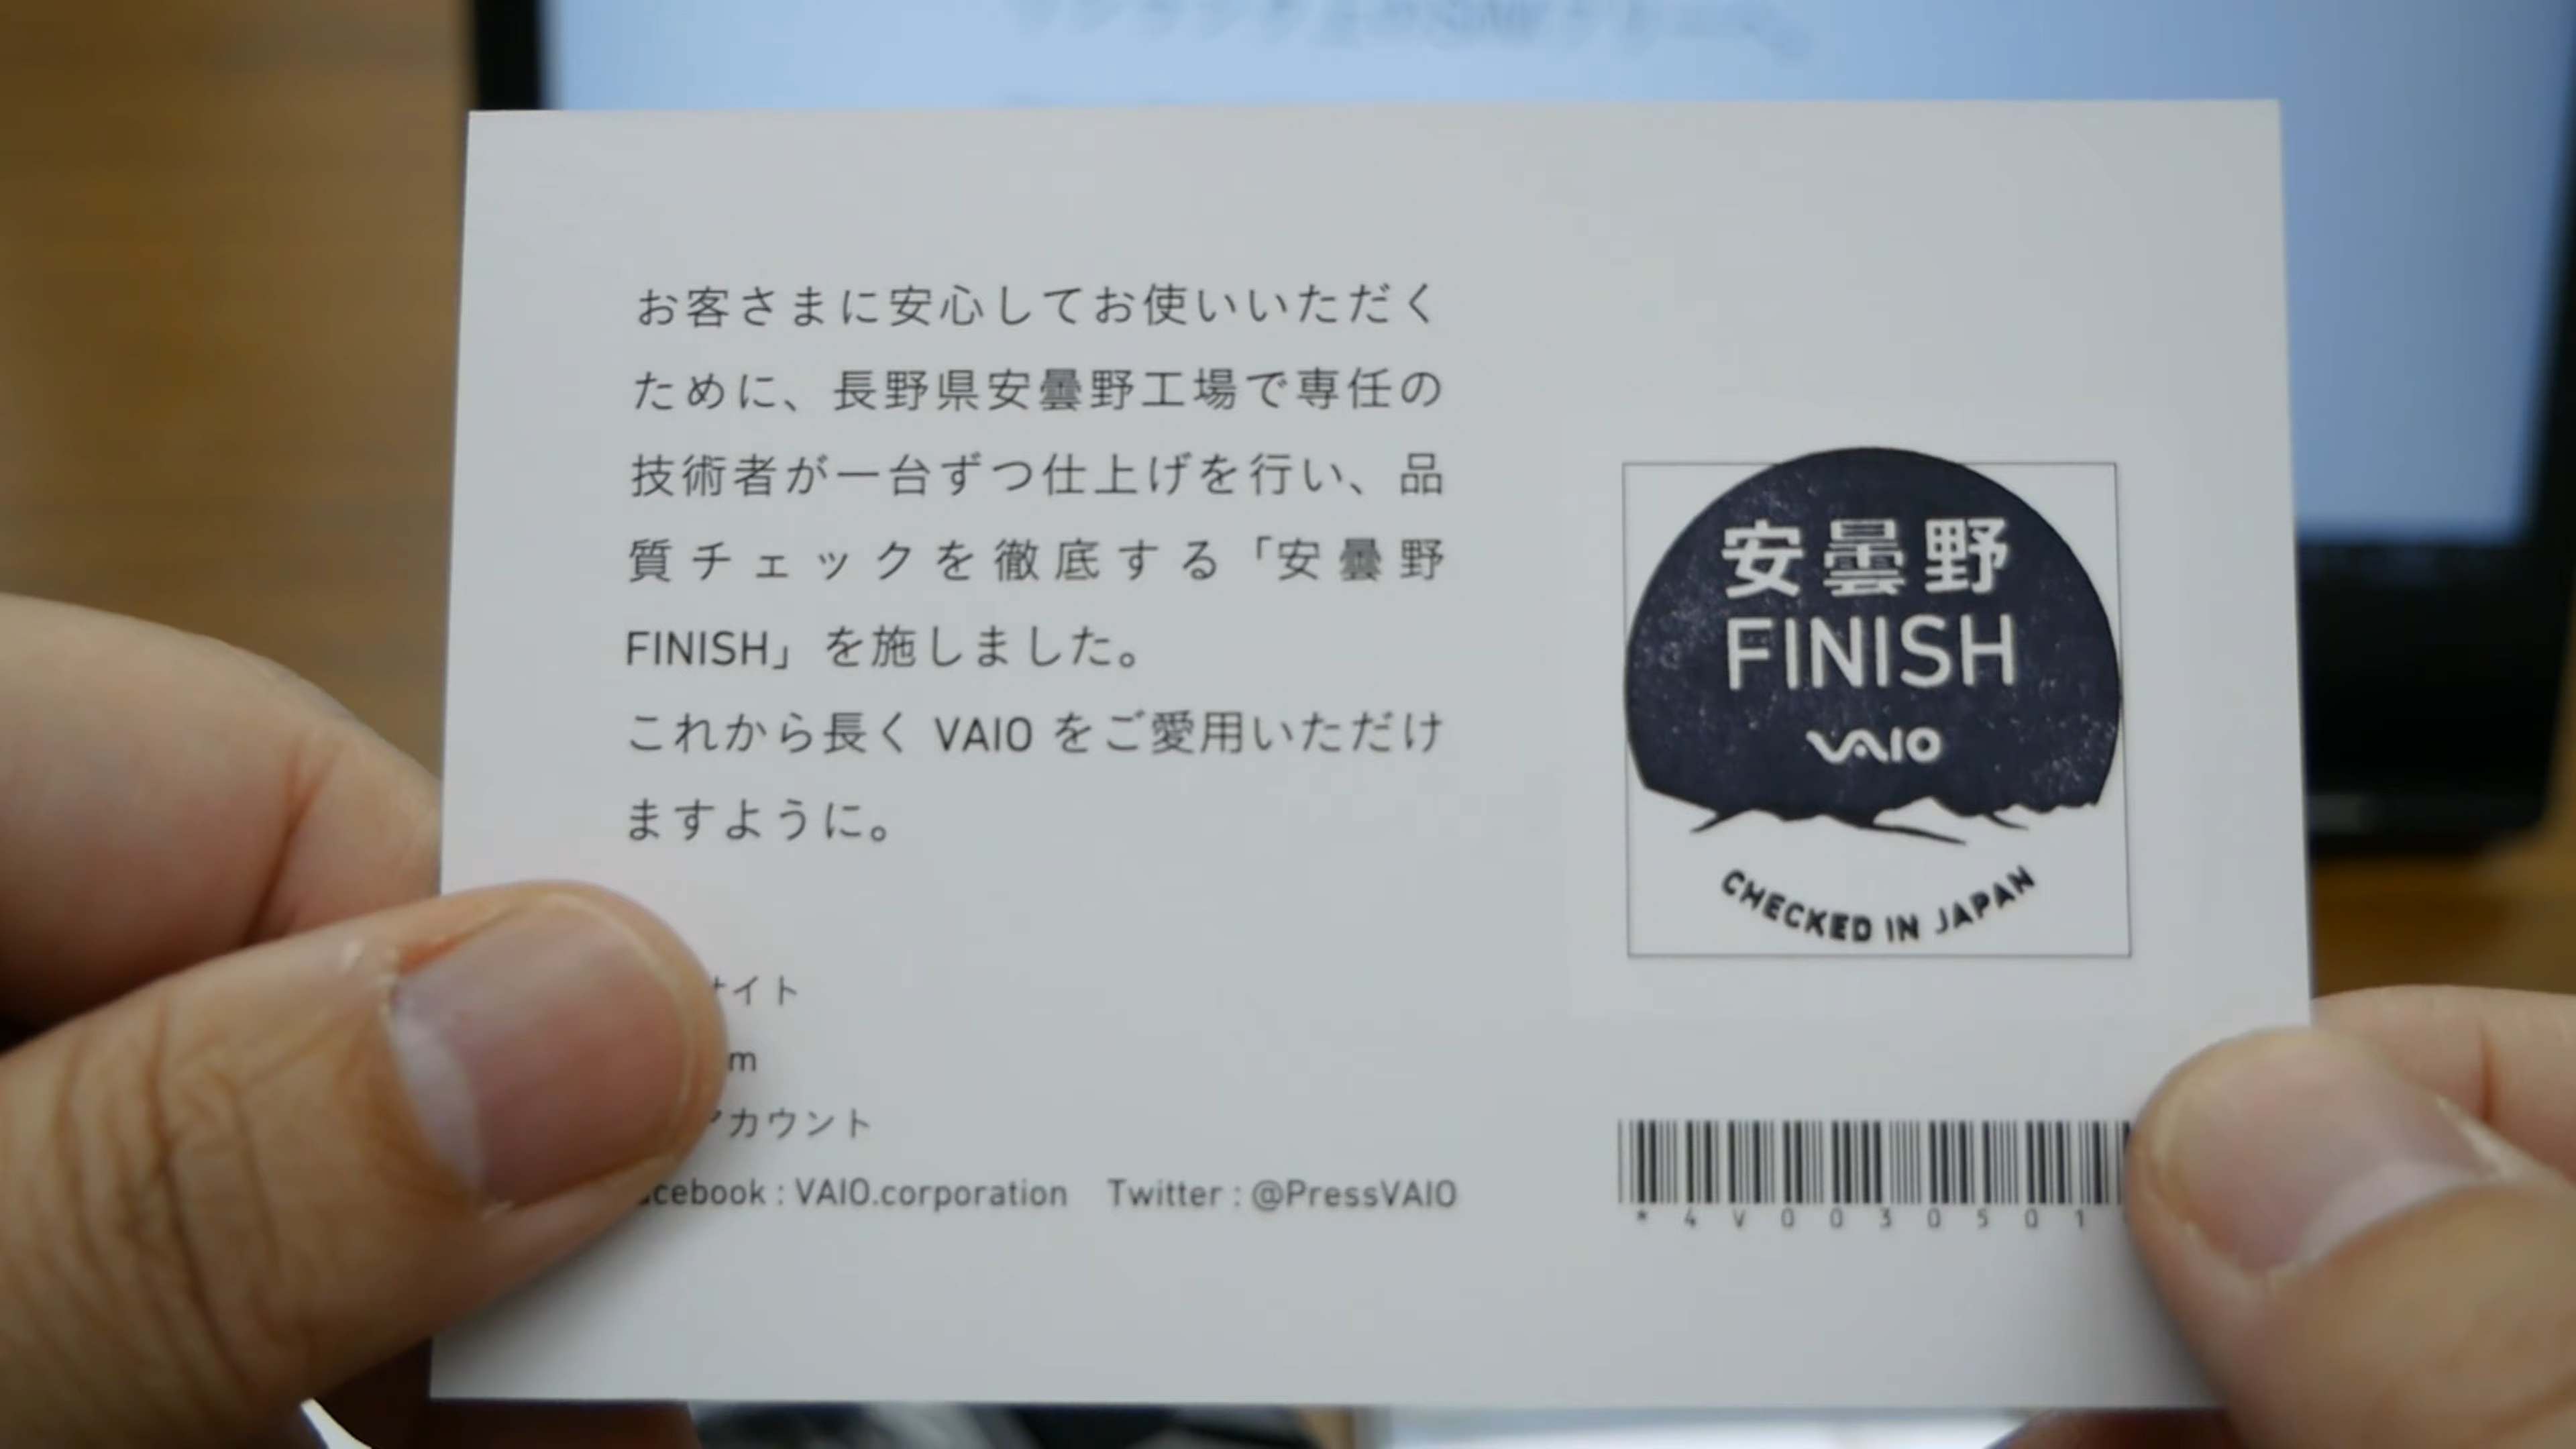 お客さまに安心してお使いいただく
ために、長野県安曇野工場で専任の
技術者が一台ずつ仕上げを行い、品
質チェックを徹底する「安曇野
FINISH」を施しました。
これから長く VAIO をご愛用いただけ
ますように。
サイト
m
アカウント
cebook : VAIO.corporation Twitter : @PressVAIO
安曇野
FINISH
VAIO
CHECKED IN JAPAN
*4V0030501